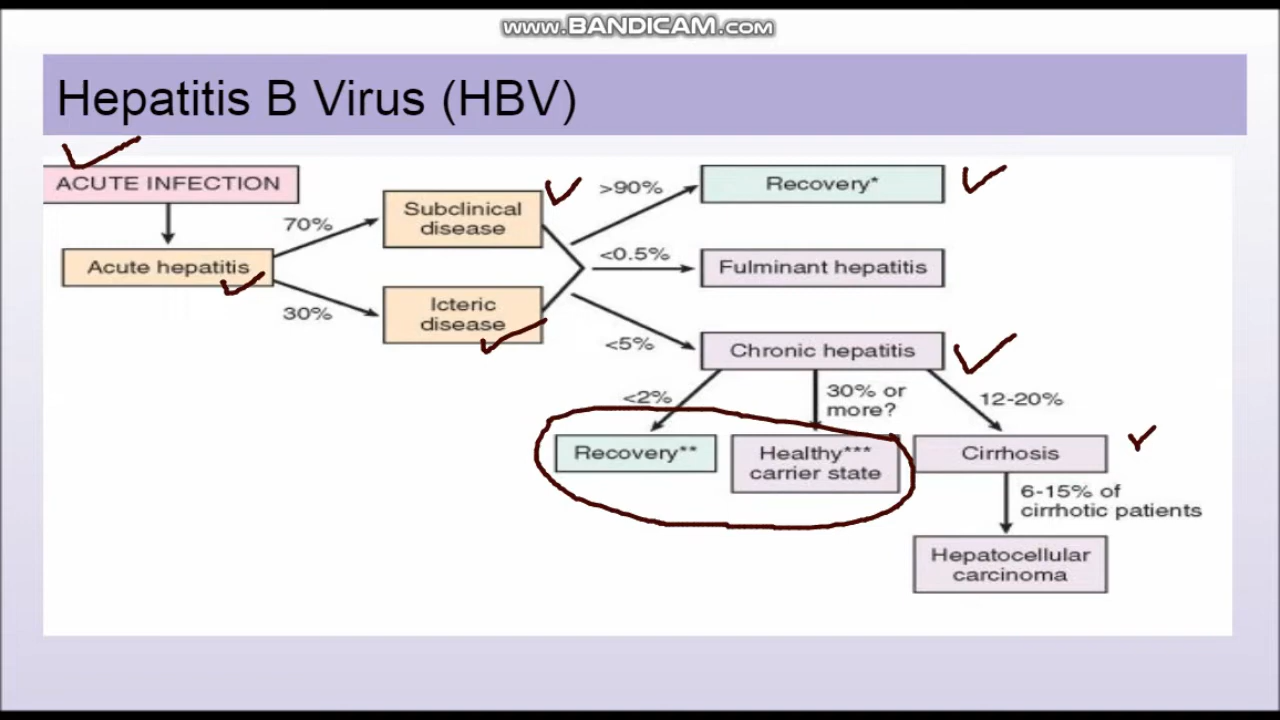 www.BANDICAM.com
Hepatitis B Virus (HBV)
ACUTE INFECTION
Acute hepatitis
70%
30%
Subclinical
disease
Icteric
disease
>90%
<0.5%
<5%
Recovery*
Fulminant hepatitis
Chronic hepatitis
<2%
30% or
more?
12-20%
Recovery**
Healthy***
carrier state
Cirrhosis
6-15% of
cirrhotic patients
Hepatocellular
carcinoma